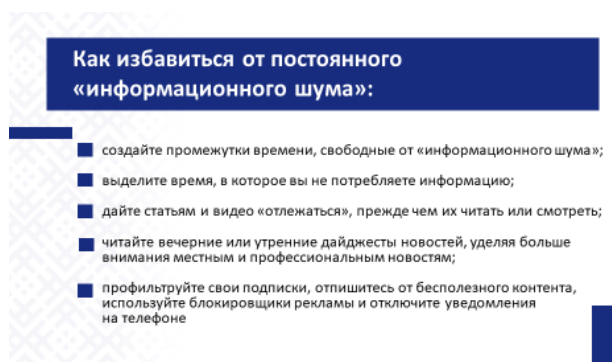 Как избавиться от постоянного
«информационного шума»:
создайте промежутки времени, свободные от «информационного шума»;
выделите время, в которое вы не потребляете информацию;
дайте статьям и видео «отлежаться», прежде чем их читать или смотреть;
читайте вечерние или утренние дайджесты новостей, уделяя больше
внимания местным и профессиональным новостям;
профильтруйте свои подписки, отпишитесь от бесполезного контента,
используйте блокировщики рекламы и отключите уведомления
на телефоне